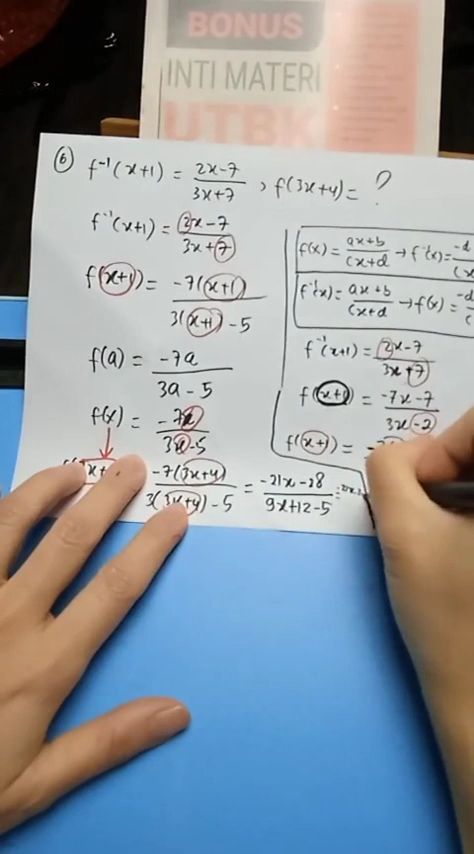 BONUS
INTI MATERI
UTBK
6 f⁻¹(x+1) = 2x-7 / 3x+7 , f(3x+4) = ?
f⁻¹(x+1) = 2x-7 / 3x+7
f(x+1) = -7(x+1) / 3(x+1) - 5
f(a) = -7a / 3a - 5
f(x) = -7x / 3x-5
-7(3x+4) / 3(3x+4) - 5 = -21x-28 / 9x+12-5 =
f(x) = ax+b / cx+d → f⁻¹(x) = -d
f⁻¹(x) = ax+b / cx+d → f(x) = -d
f⁻¹(x+1) = 2x-7 / 3x+7
f(x+1) = -7x-7 / 3x-2
f(x+1) =